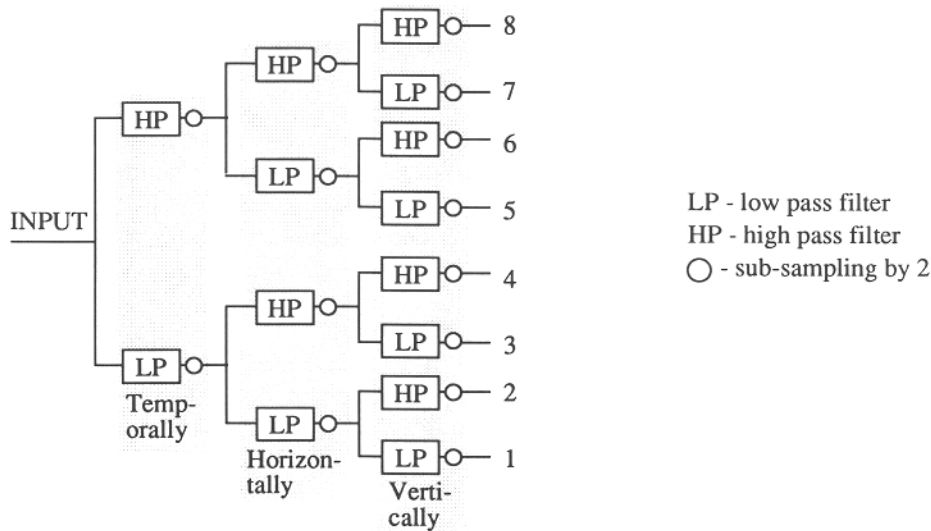 HP 8
HP
LP 7
HP
HP 6
LP
LP 5
INPUT
HP 4
HP
LP 3
LP
HP 2
Temp-
orally
LP
LP 1
Horizon-
tally
Verti-
cally
LP - low pass filter
HP - high pass filter
- sub-sampling by 2